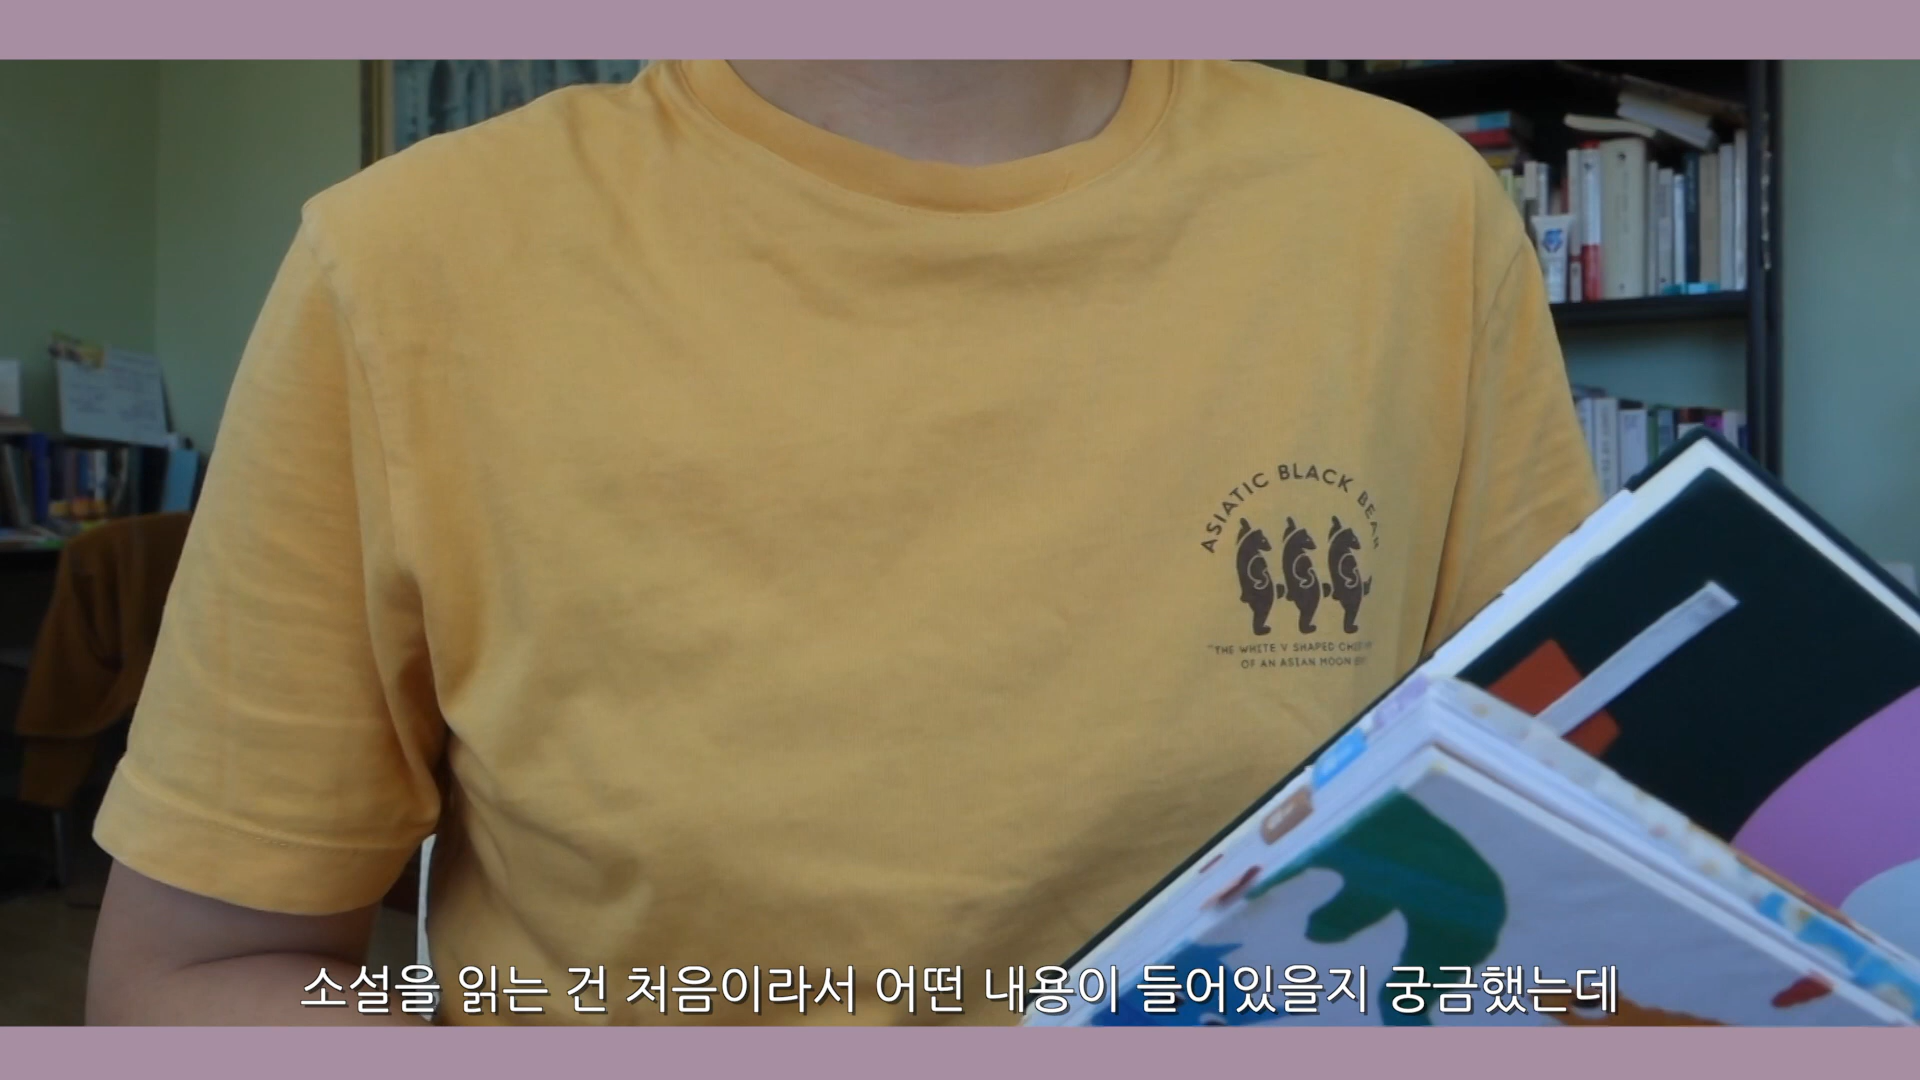 ASIATIC BLACK BEAR
"THE WHITE V SHAPED
OF AN ASIAN MOON
소설을 읽는 건 처음이라서 어떤 내용이 들어있을지 궁금했는데